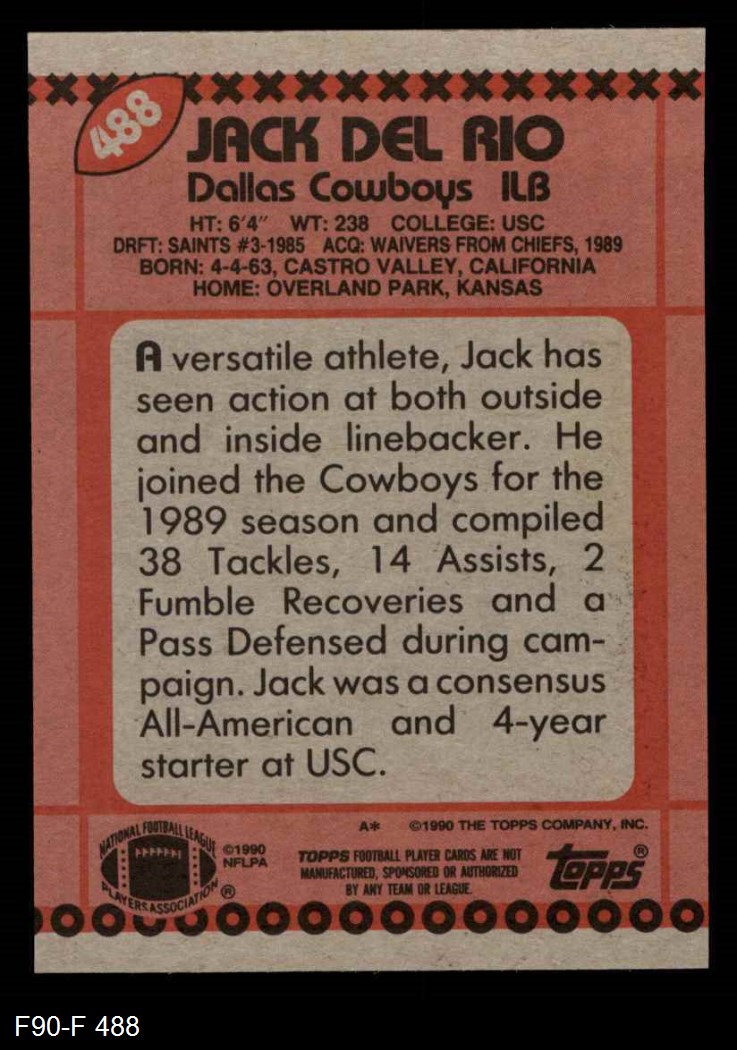 488
JACK DEL RIO
Dallas Cowboys ILB
HT: 6'4" WT: 238 COLLEGE: USC
DRFT: SAINTS #3-1985 ACQ: WAIVERS FROM CHIEFS, 1989
BORN: 4-4-63, CASTRO VALLEY, CALIFORNIA
HOME: OVERLAND PARK, KANSAS
A versatile athlete, Jack has
seen action at both outside
and inside linebacker. He
joined the Cowboys for the
1989 season and compiled
38 Tackles, 14 Assists, 2
Fumble Recoveries and a
Pass Defensed during cam-
paign. Jack was a consensus
All-American and 4-year
starter at USC.
A* ©1990 THE TOPPS COMPANY, INC.
NATIONAL FOOTBALL LEAGUE
PLAYERS ASSOCIATION ®
©1990
NFLPA
TOPPS FOOTBALL PLAYER CARDS ARE NOT
MANUFACTURED, SPONSORED OR AUTHORIZED
BY ANY TEAM OR LEAGUE.
topps ®
F90-F 488